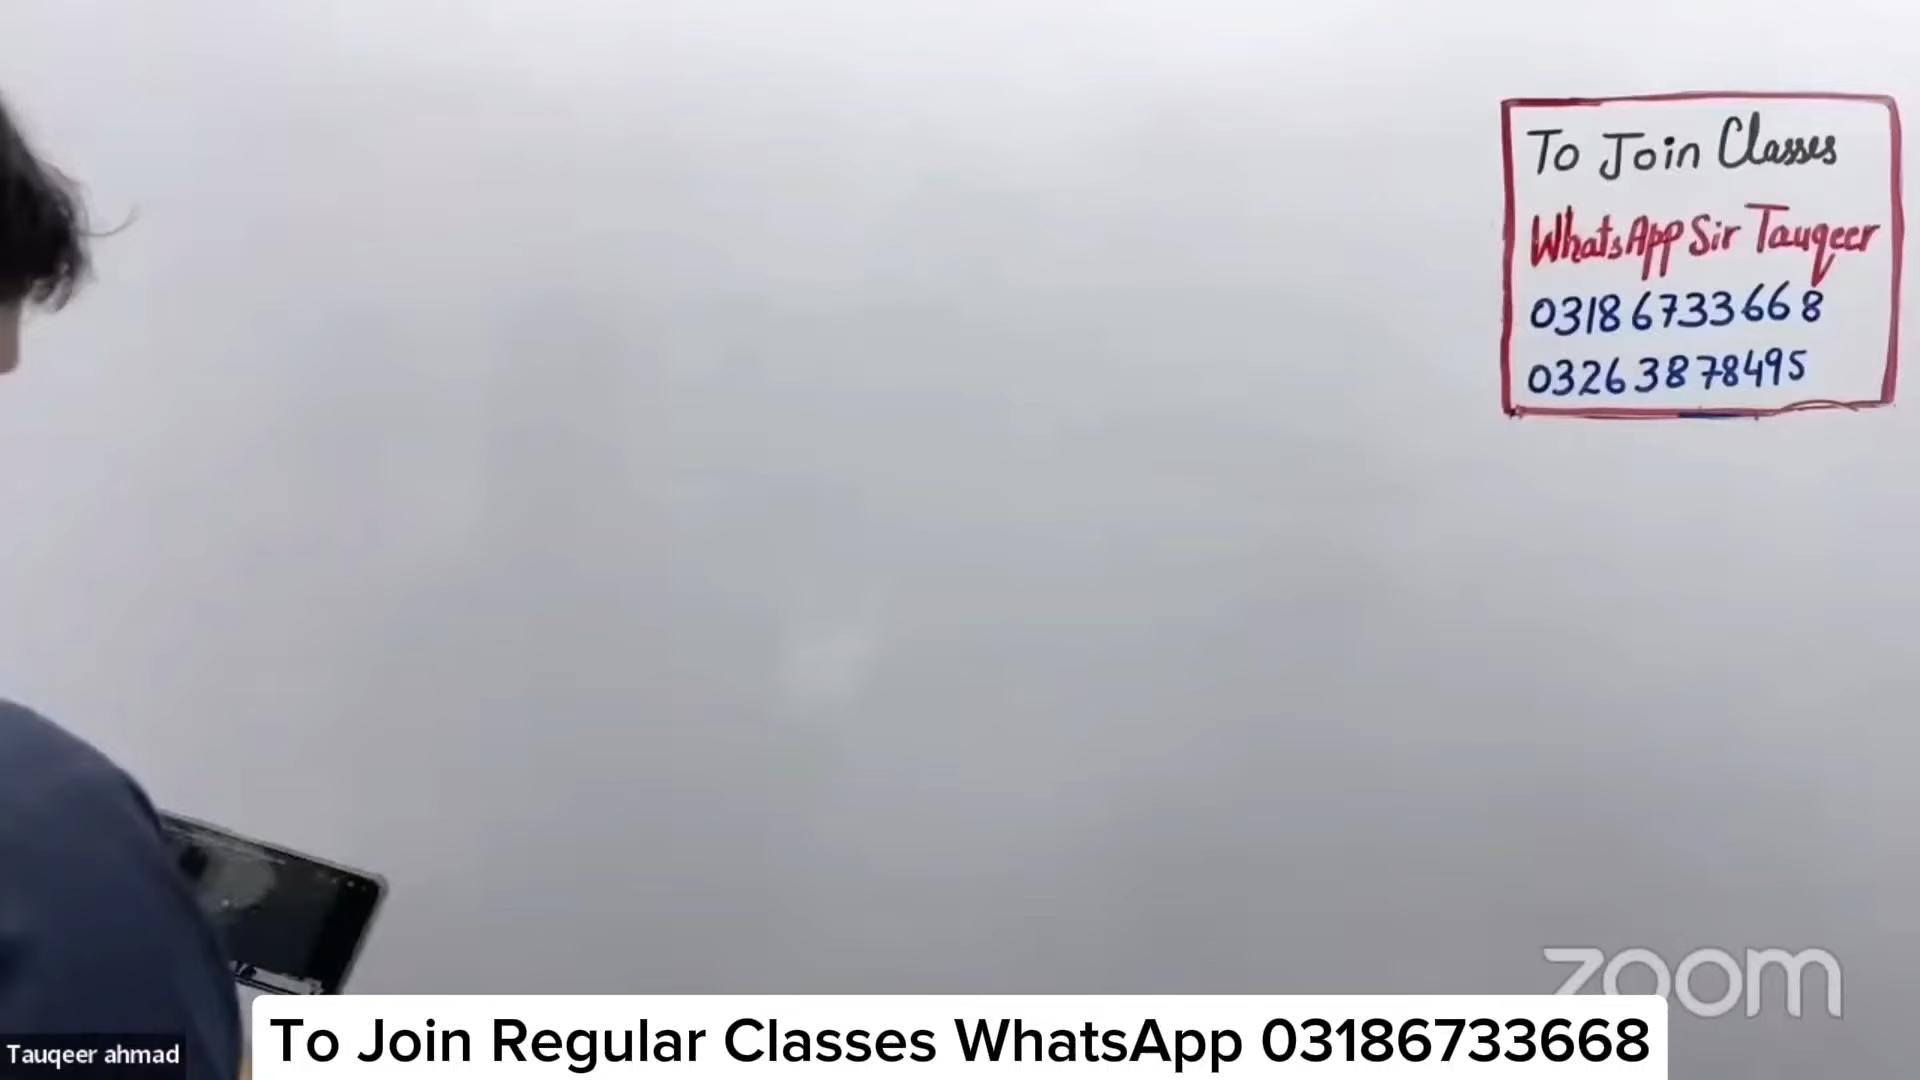 To Join Classes
WhatsApp Sir Tauqeer
03186733668
03263878495
zoom
To Join Regular Classes WhatsApp 03186733668
Tauqeer ahmad